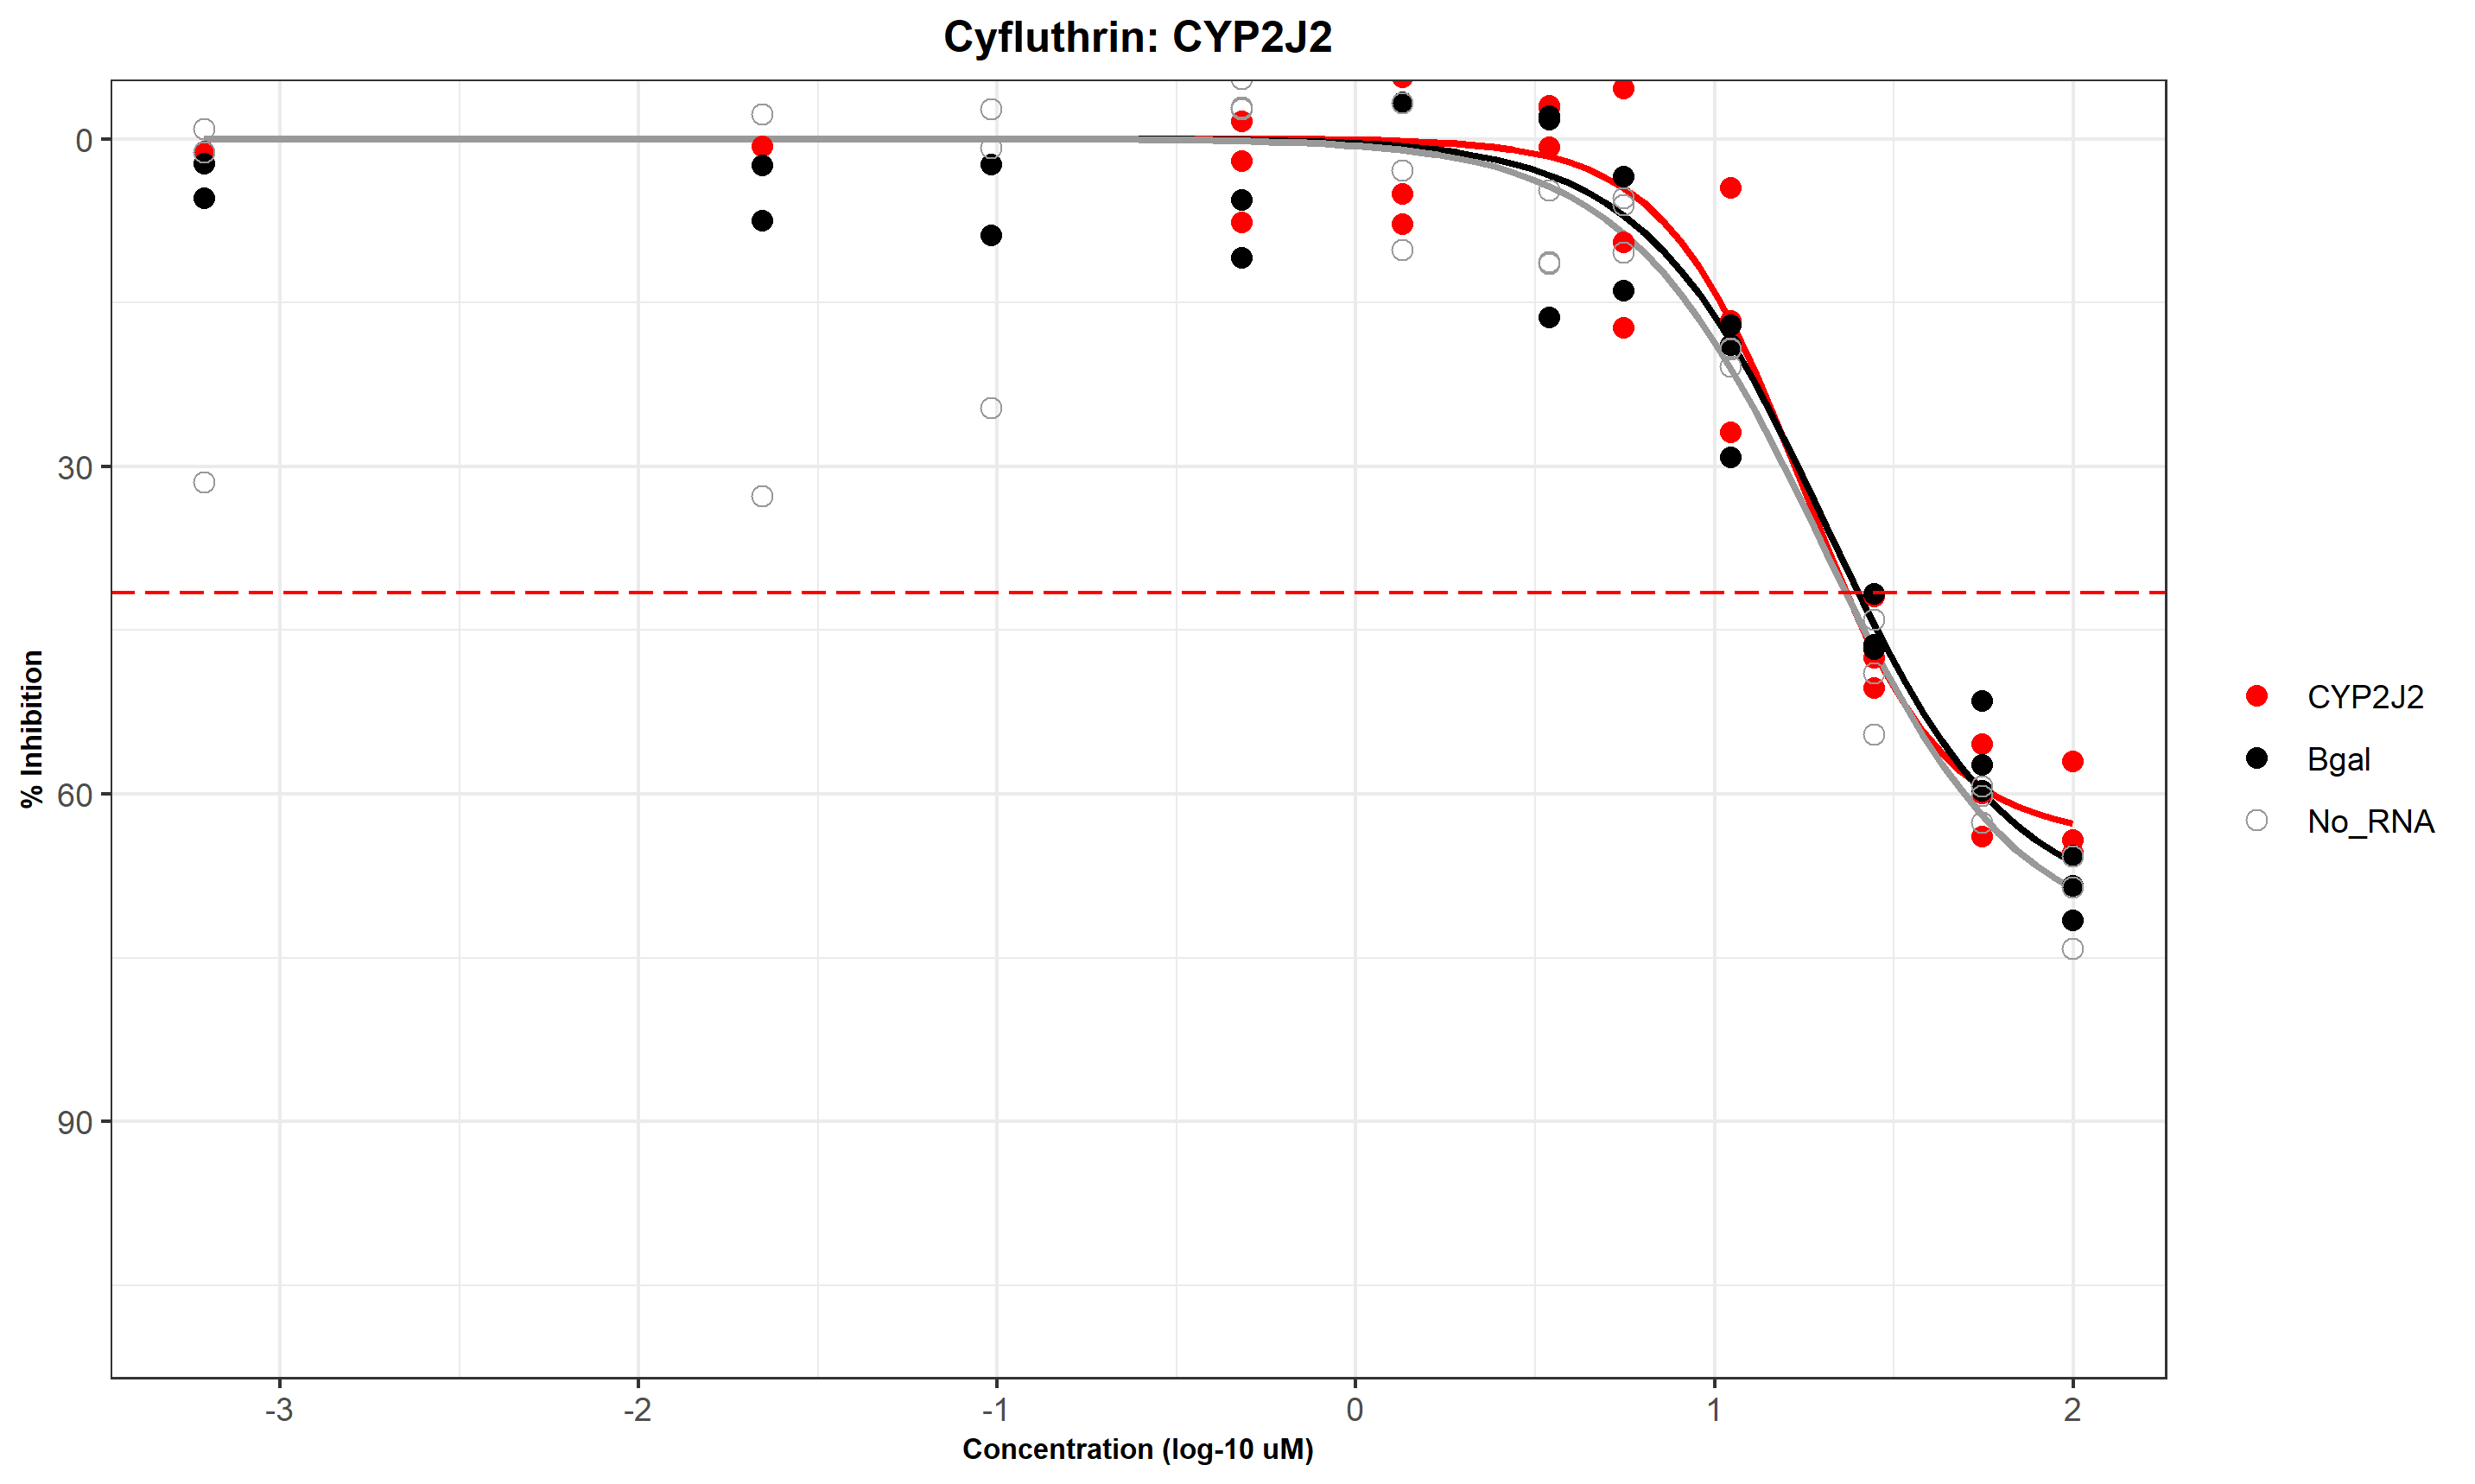 Cyfluthrin: CYP2J2
% Inhibition
0
30
60
90
-3
-2
-1
0
1
2
Concentration (log-10 uM)
CYP2J2
Bgal
No_RNA